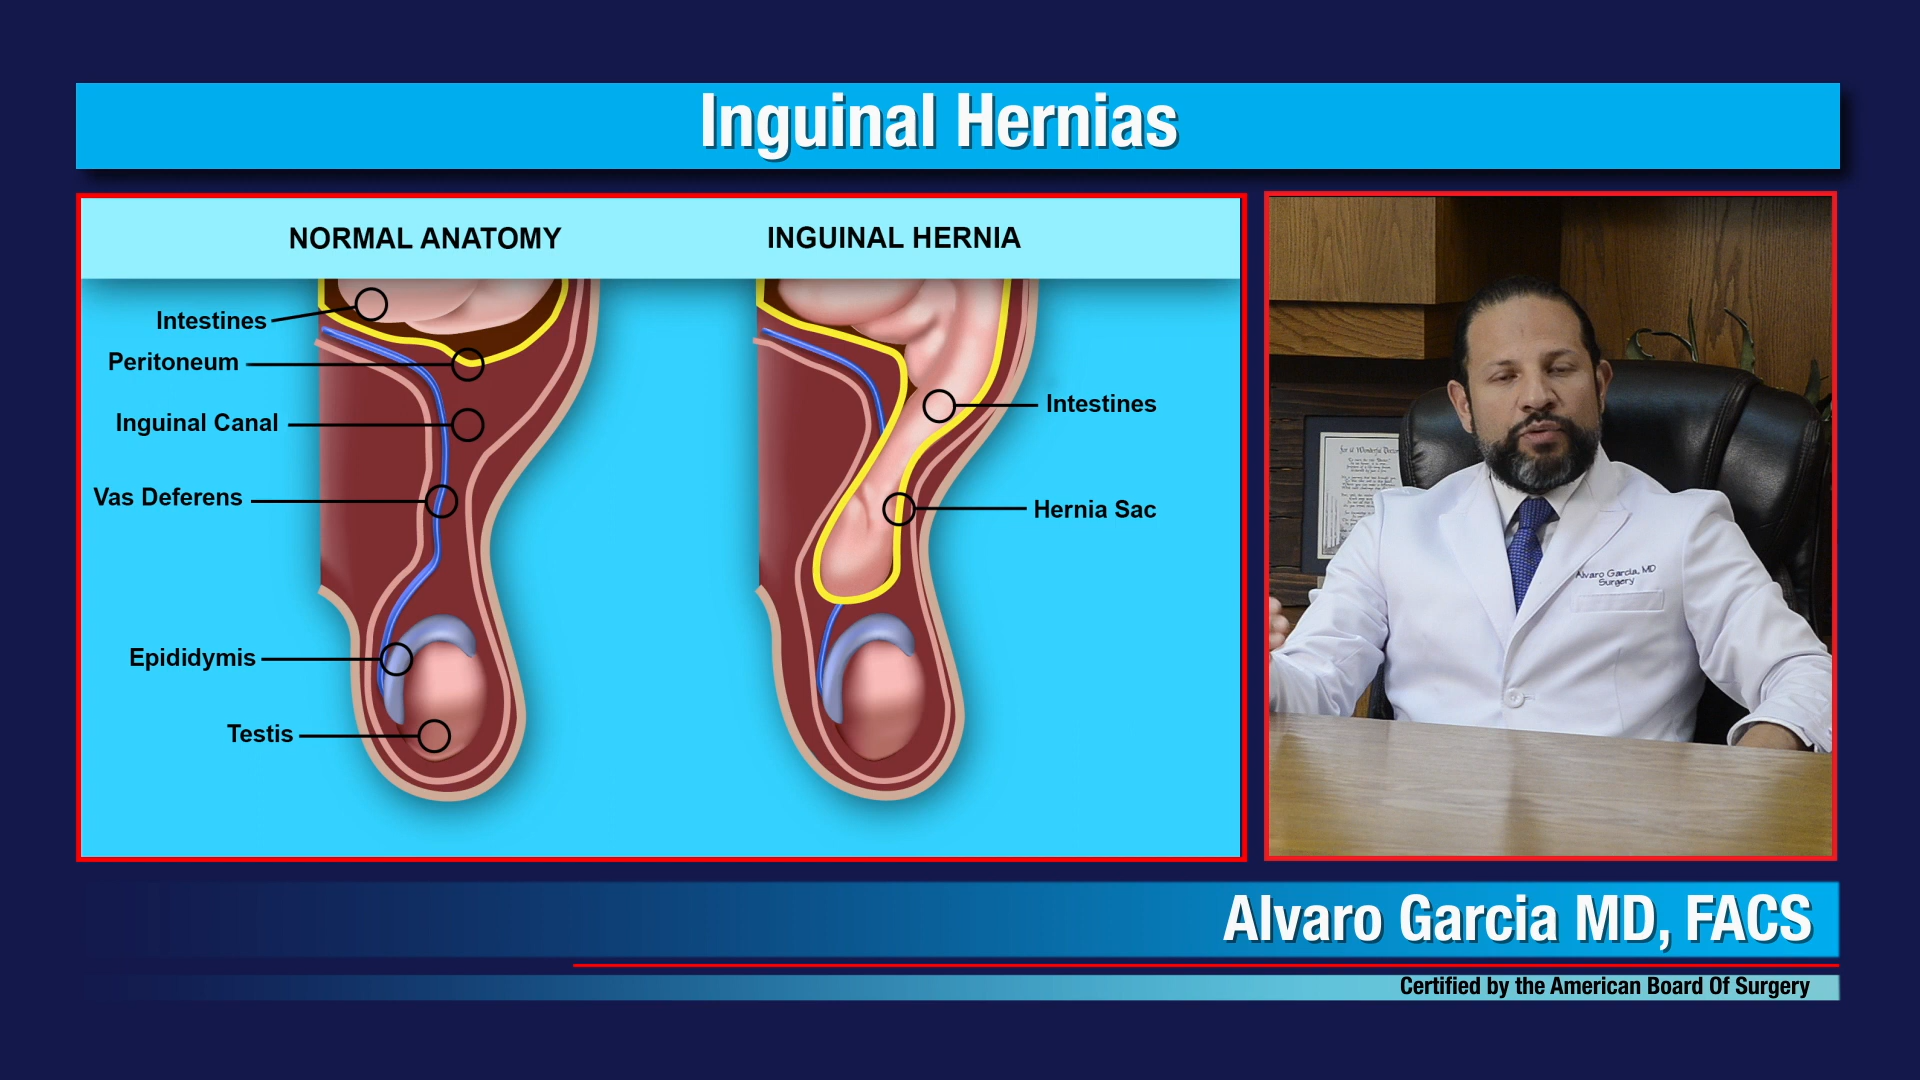 Inguinal Hernias
NORMAL ANATOMY
INGUINAL HERNIA
Intestines
Peritoneum
Inguinal Canal
Vas Deferens
Epididymis
Testis
Intestines
Hernia Sac
Alvaro Garcia, MD
Surgery
Alvaro Garcia MD, FACS
Certified by the American Board Of Surgery